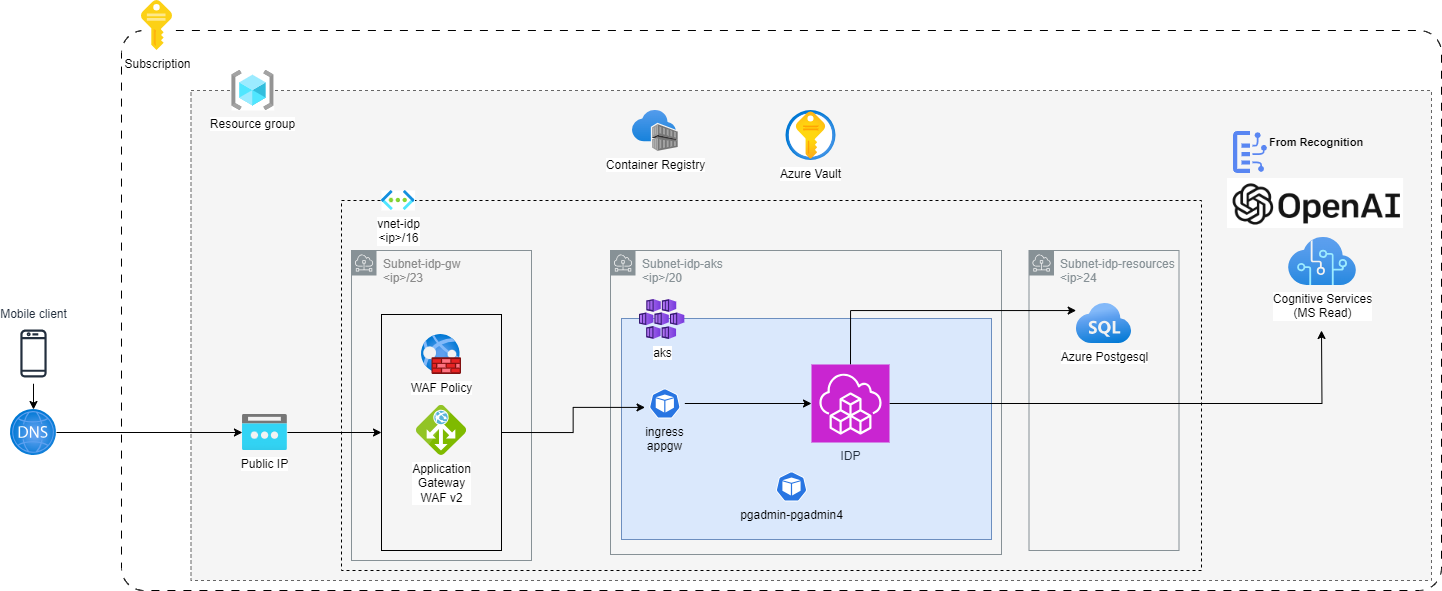 Subscription
Resource group
Container Registry
Azure Vault
From Recognition
OpenAI
vnet-idp
<ip>/16
Subnet-idp-gw
<ip>/23
Subnet-idp-aks
<ip>/20
Subnet-idp-resources
<ip>24
Cognitive Services
(MS Read)
Mobile client
aks
SQL
Azure Postgesql
WAF Policy
DNS
Public IP
ingress
appgw
IDP
Application
Gateway
WAF v2
pgadmin-pgadmin4